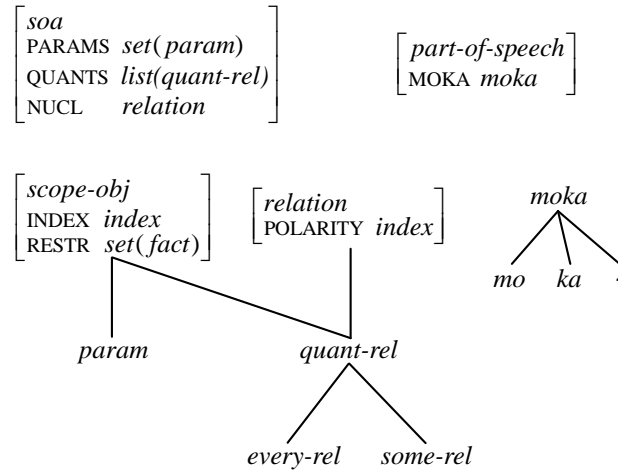 soa
PARAMS set(param)
QUANTS list(quant-rel)
NUCL relation
part-of-speech
MOKA moka
scope-obj
INDEX index
RESTR set(fact)
relation
POLARITY index
moka
mo ka
param quant-rel
every-rel some-rel